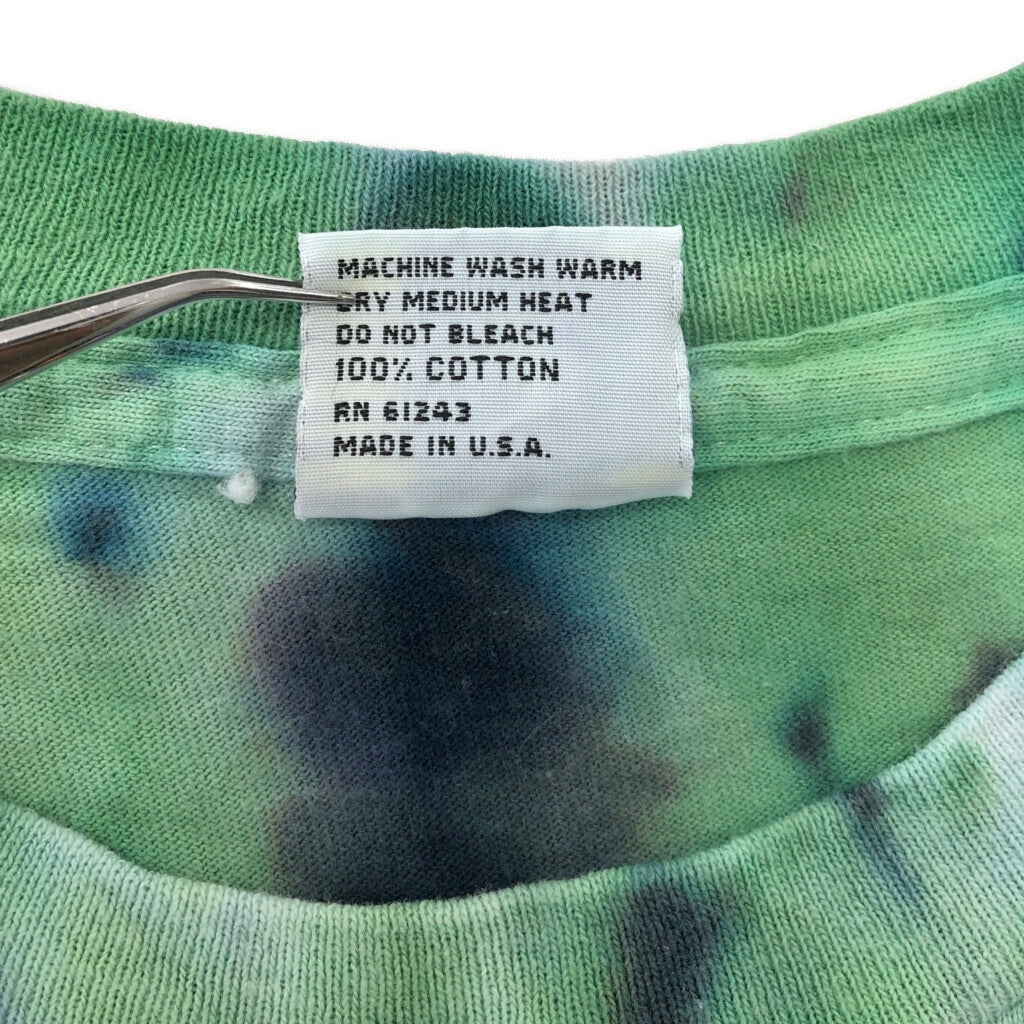 MACHINE WASH WARM
DRY MEDIUM HEAT
DO NOT BLEACH
100% COTTON
RN 61243
MADE IN U.S.A.